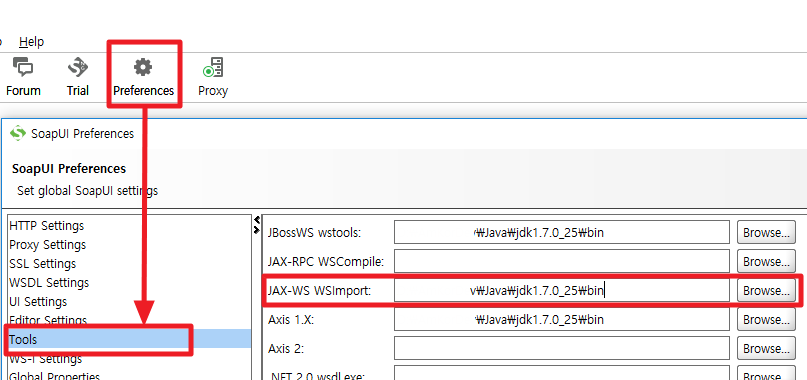 Help
Forum
Trial
Preferences
Proxy
SoapUI Preferences
SoapUI Preferences
Set global SoapUI settings
HTTP Settings
Proxy Settings
SSL Settings
WSDL Settings
UI Settings
Editor Settings
Tools
WS-I Settings
Global Properties
JBossWS wstools: ₩Java₩jdk1.7.0_25₩bin Browse...
JAX-RPC WSCompile: Browse...
JAX-WS WSImport: v₩Java₩jdk1.7.0_25₩bin Browse...
Axis 1.X: ₩Java₩jdk1.7.0_25₩bin Browse...
Axis 2: Browse...
.NET 2.0 wsdl.exe: Browse...